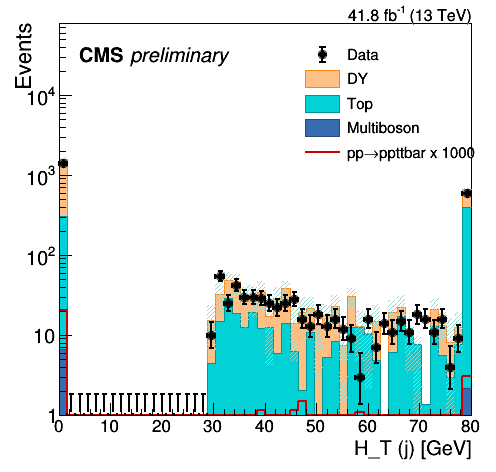 41.8 fb⁻¹ (13 TeV)
Events
CMS preliminary
Data
DY
Top
Multiboson
pp→ppttbar x 1000
10⁴
10³
10²
10
1
0 10 20 30 40 50 60 70 80
H_T (j) [GeV]